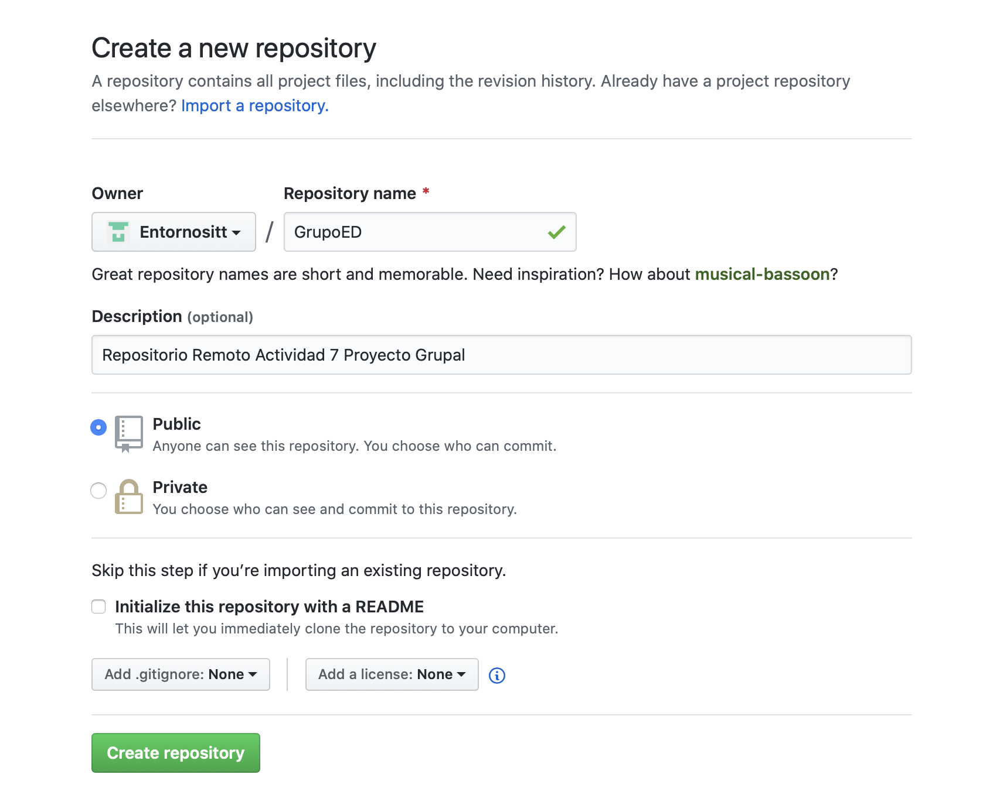 Create a new repository
A repository contains all project files, including the revision history. Already have a project repository
elsewhere? Import a repository.
Owner
Repository name *
Entornositt / GrupoED
Great repository names are short and memorable. Need inspiration? How about musical-bassoon?
Description (optional)
Repositorio Remoto Actividad 7 Proyecto Grupal
Public
Anyone can see this repository. You choose who can commit.
Private
You choose who can see and commit to this repository.
Skip this step if you’re importing an existing repository.
Initialize this repository with a README
This will let you immediately clone the repository to your computer.
Add .gitignore: None
Add a license: None
Create repository